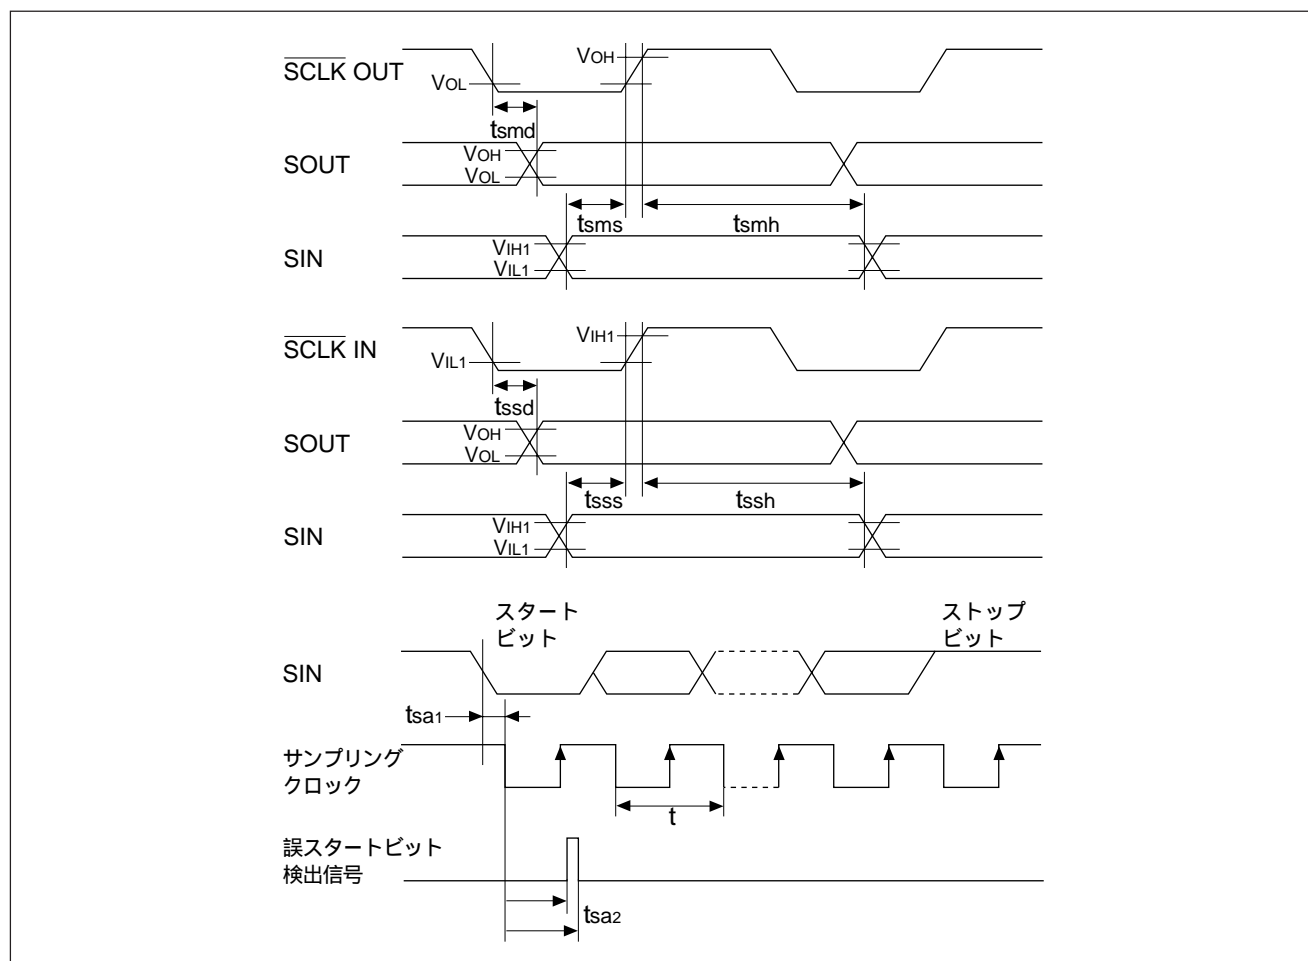 SCLK OUT
VOH
VOL
tsmd
SOUT
VOH
VOL
tsms
tsmh
SIN
VIH1
VIL1
SCLK IN
VIH1
VIL1
tssd
SOUT
VOH
VOL
tsss
tssh
SIN
VIH1
VIL1
スタート
ビット
ストップ
ビット
SIN
tsa1
サンプリング
クロック
t
誤スタートビット
検出信号
tsa2